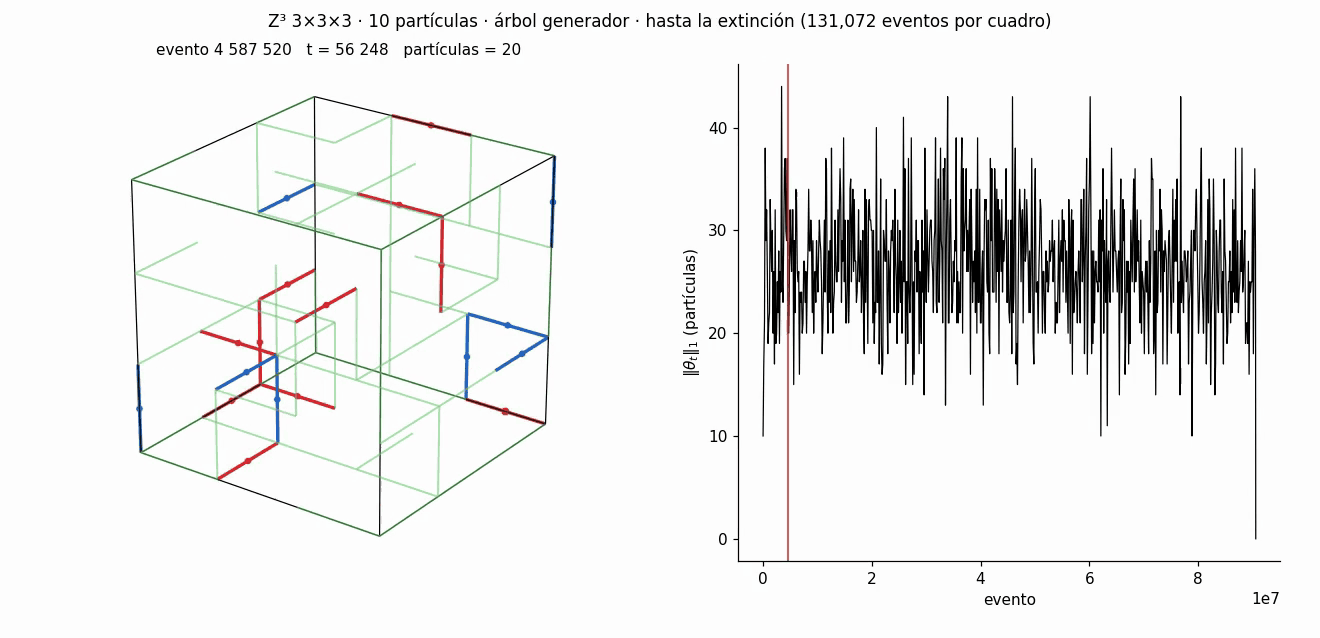 Z³ 3×3×3 · 10 partículas · árbol generador · hasta la extinción (131,072 eventos por cuadro)
evento 4 587 520   t = 56 248   partículas = 20
‖θₜ‖₁ (partículas)
40
30
20
10
0
0 2 4 6 8
evento
1e7